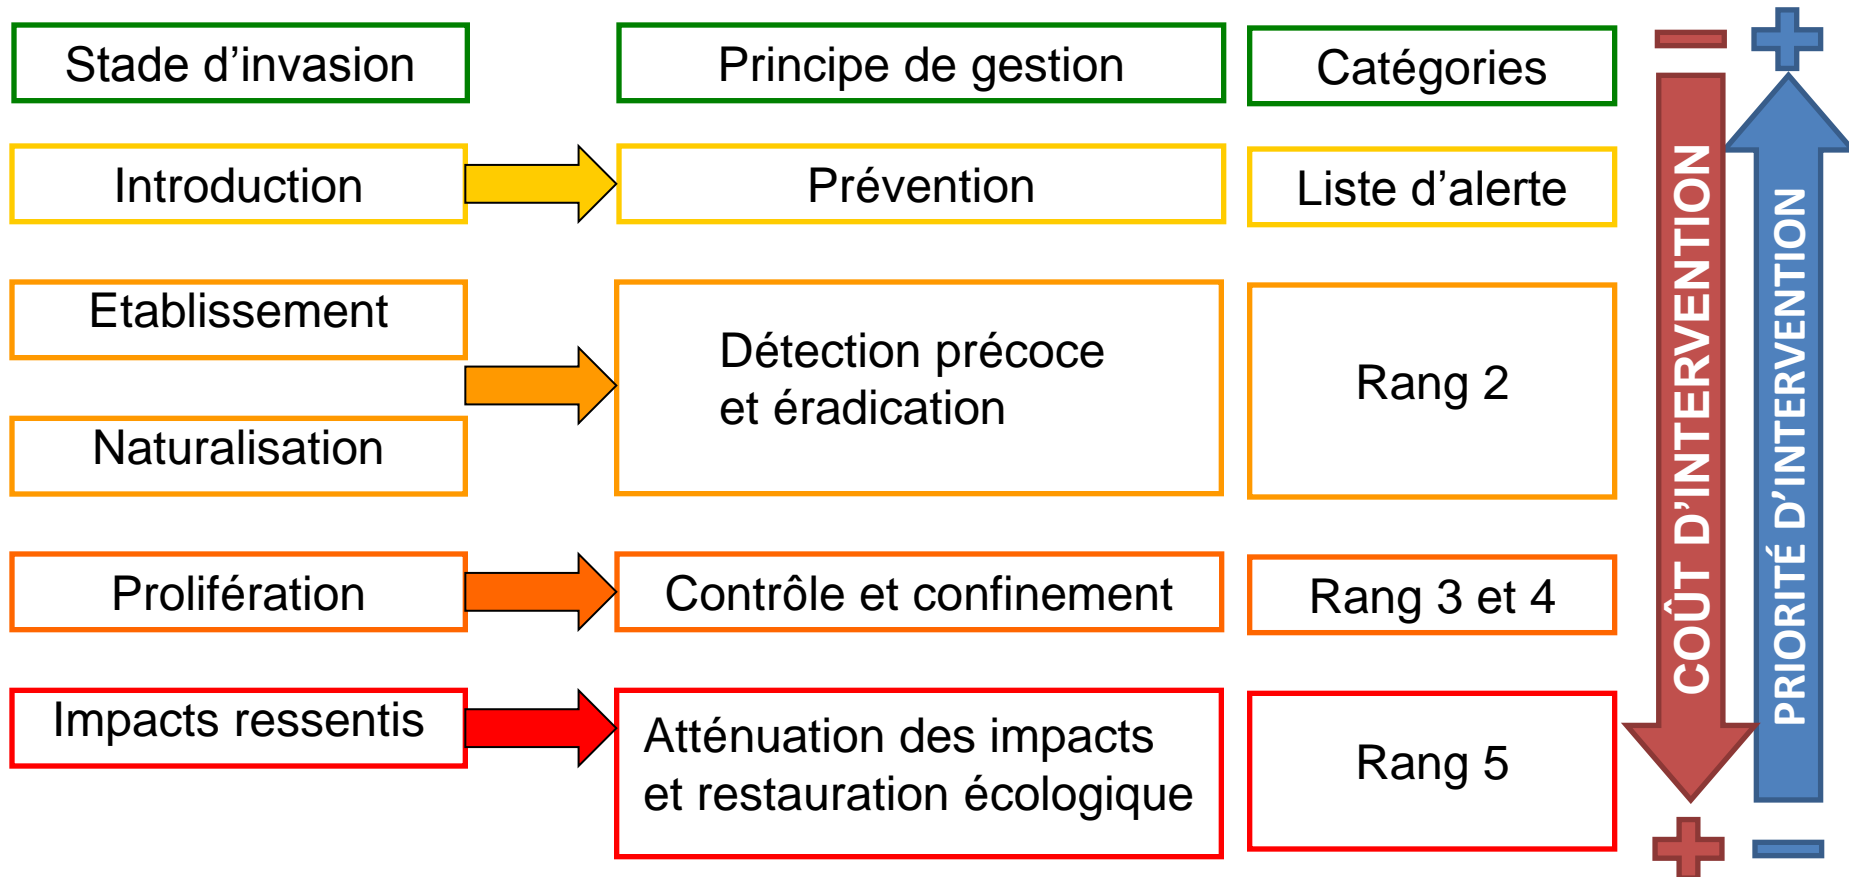 Stade d’invasion
Principe de gestion
Catégories
Introduction
Prévention
Liste d’alerte
Etablissement
Naturalisation
Détection précoce
et éradication
Rang 2
Prolifération
Contrôle et confinement
Rang 3 et 4
Impacts ressentis
Atténuation des impacts
et restauration écologique
Rang 5
COÛT D’INTERVENTION
PRIORITÉ D’INTERVENTION